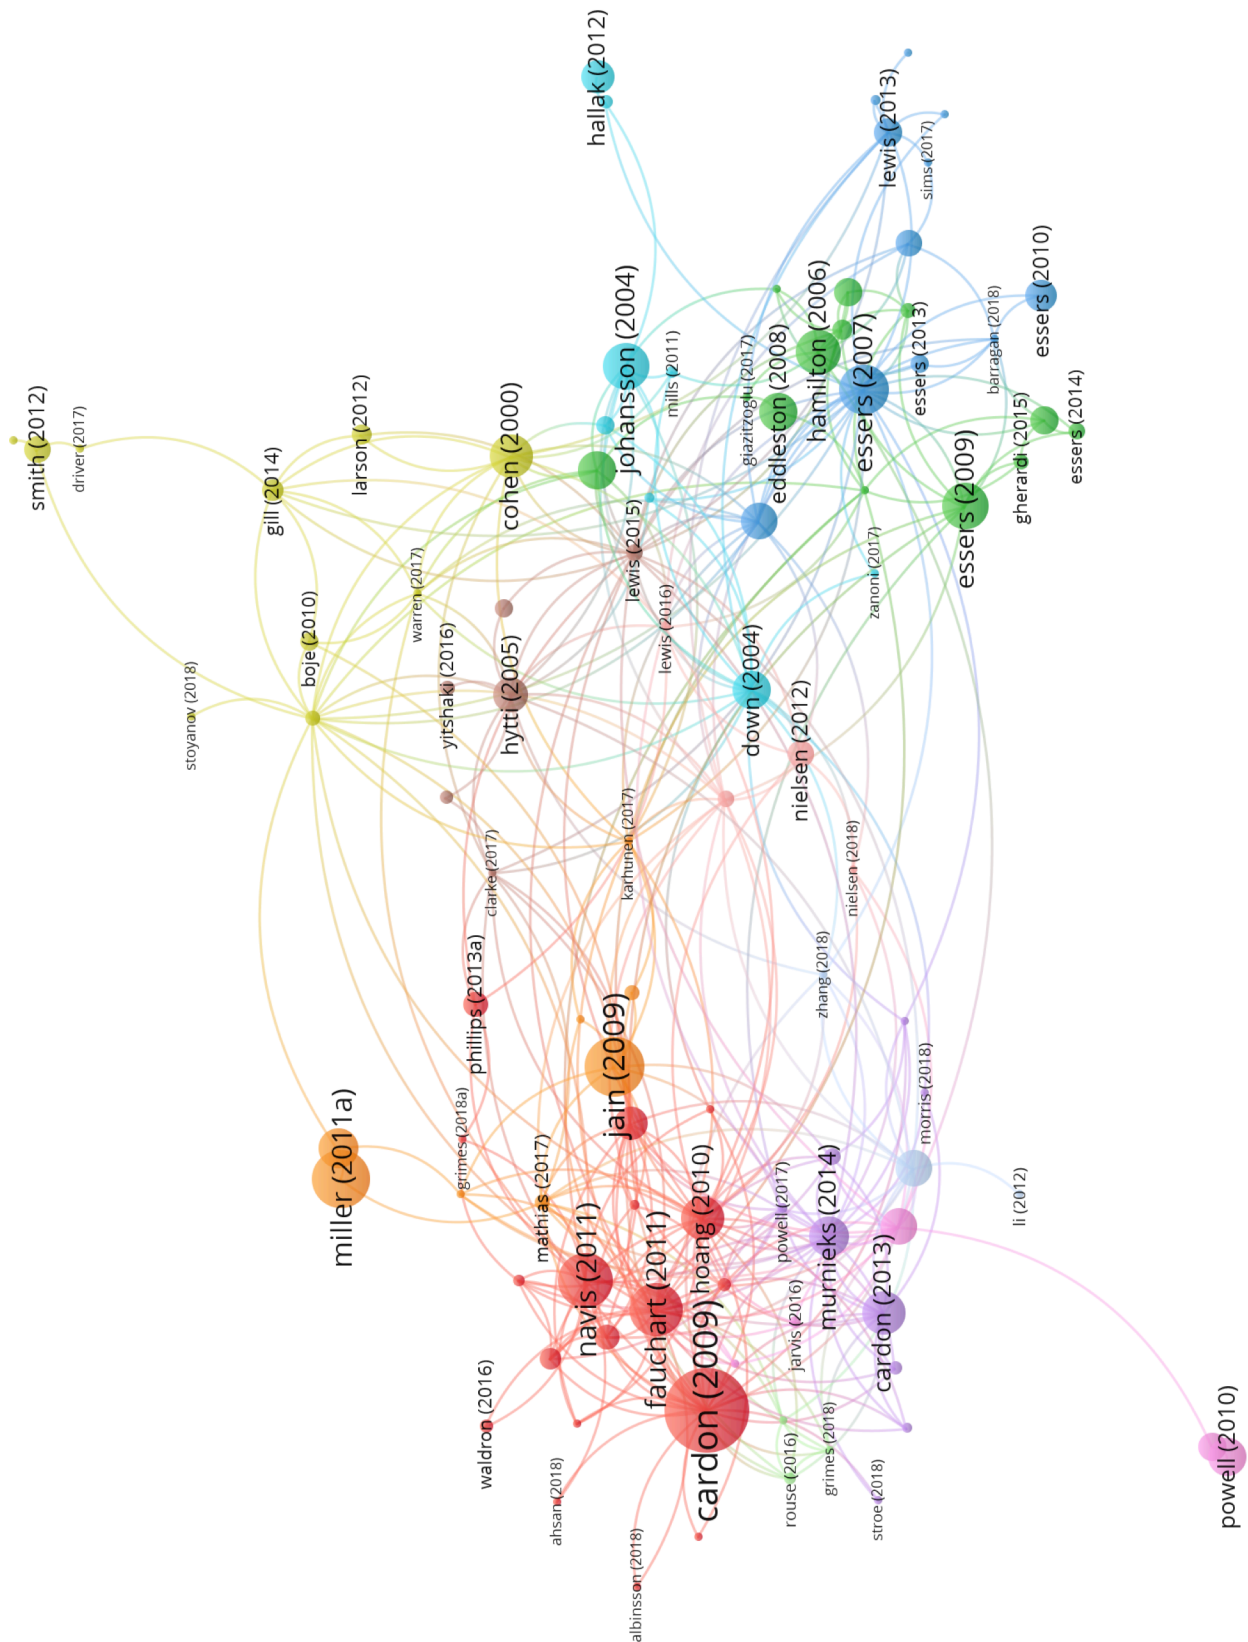 hallak (2012)
lewis (2013)
sims (2017)
essers (2010)
hamilton (2006)
johansson (2004)
mills (2011)
giazitzoglu (2017)
eddleston (2008)
essers (2007)
essers (2013)
barragan (2018)
essers (2014)
gherardi (2015)
essers (2009)
smith (2012)
driver (2017)
larson (2012)
gill (2014)
cohen (2000)
lewis (2015)
zanoni (2017)
warren (2017)
lewis (2016)
boje (2010)
yitshaki (2016)
hytti (2005)
down (2004)
stoyanov (2018)
nielsen (2012)
karhunen (2017)
clarke (2017)
nielsen (2018)
zhang (2018)
phillips (2013a)
jain (2009)
morris (2018)
miller (2011a)
grimes (2018a)
mathias (2017)
hoang (2010)
powell (2017)
murnieks (2014)
li (2012)
navis (2011)
fauchart (2011)
cardon (2013)
jarvis (2016)
cardon (2009)
waldron (2016)
rouse (2016)
grimes (2018)
stroe (2018)
ahsan (2018)
albinsson (2018)
powell (2010)